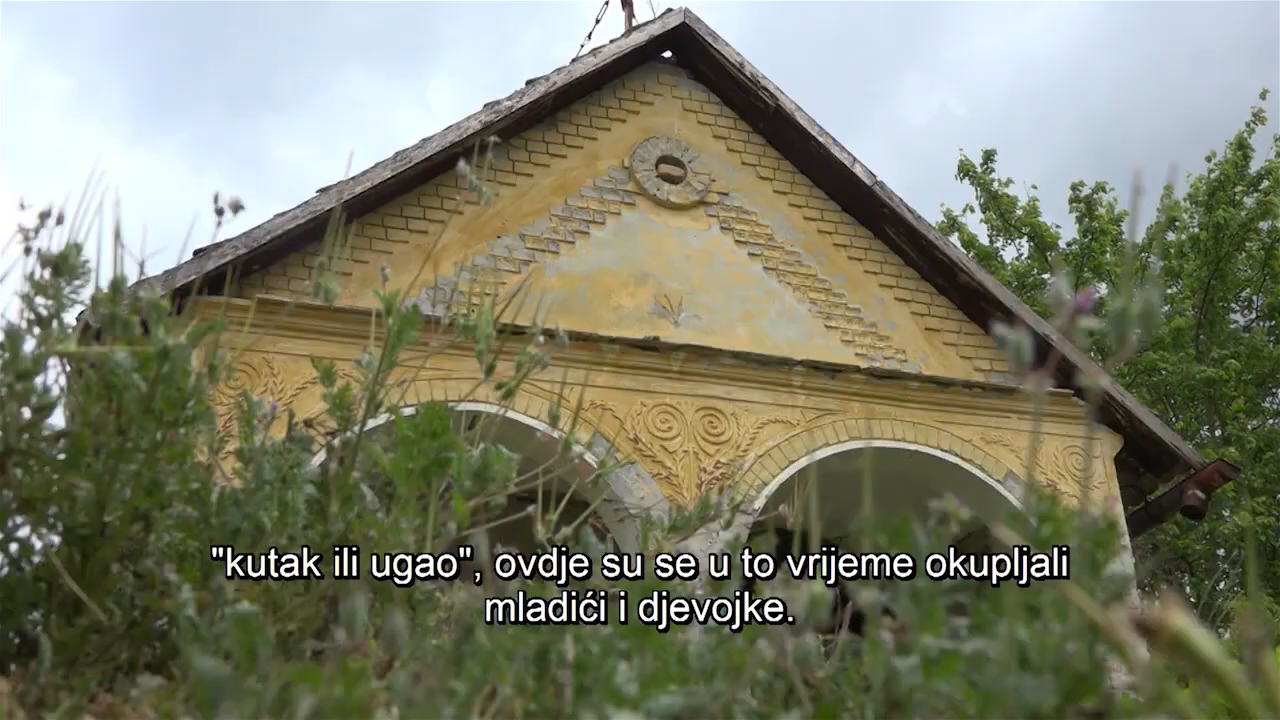 "kutak ili ugao", ovdje su se u to vrijeme okupljali
mladići i djevojke.